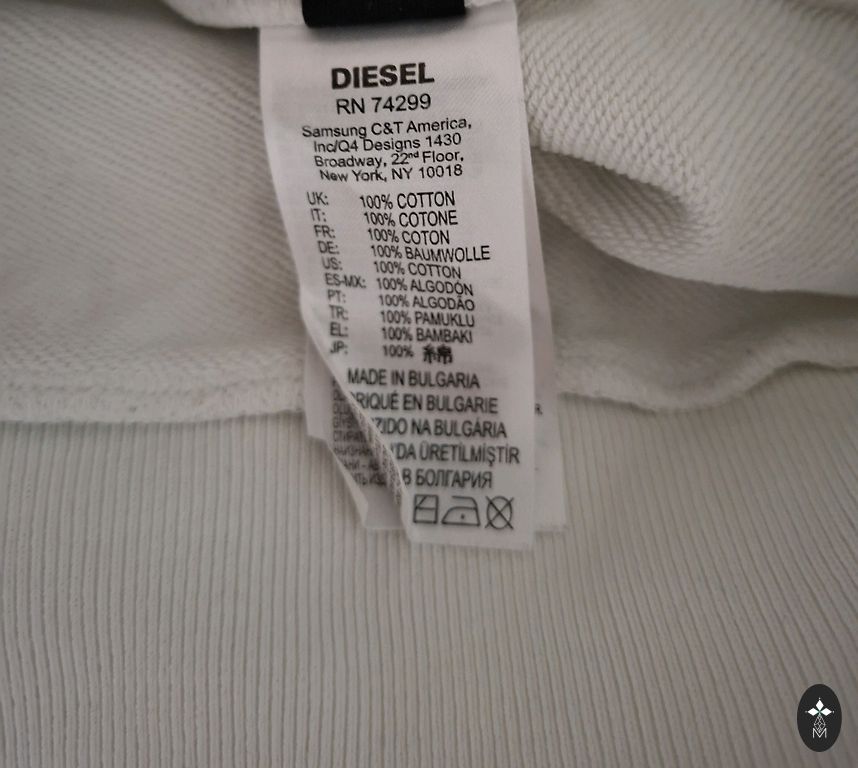 DIESEL
RN 74299
Samsung C&T America,
Inc/Q4 Designs 1430
Broadway, 22nd Floor,
New York, NY 10018
UK: 100% COTTON
IT: 100% COTONE
FR: 100% COTON
DE: 100% BAUMWOLLE
US: 100% COTTON
ES-MX: 100% ALGODÓN
PT: 100% ALGODÃO
TR: 100% PAMUKLU
EL: 100% BAMBAKI
JP: 100% 綿
MADE IN BULGARIA
RIQUÉ EN BULGARIE
ZIDO NA BULGÁRIA
'DA ÜRETİLMİŞTİR
В БОЛГАРИЯ
M